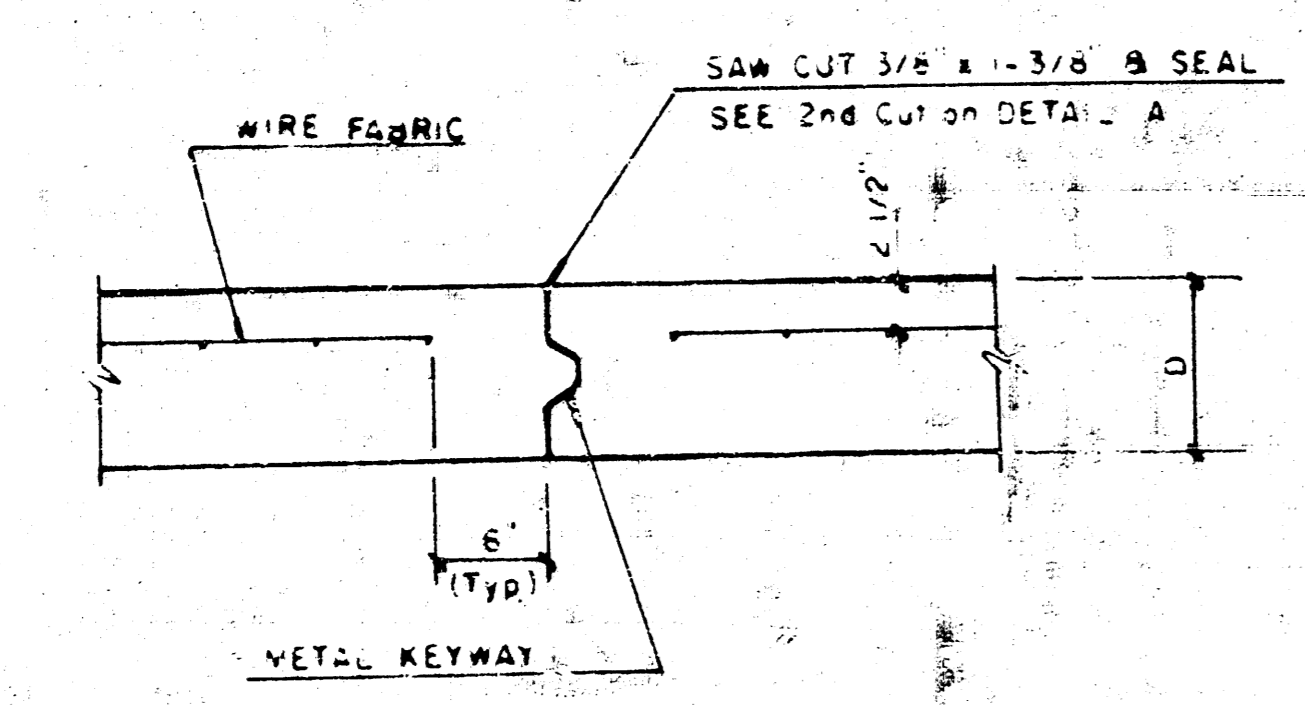 SAW CUT 3/8" x 1-3/8" & SEAL
SEE 2nd Cut on DETAIL A
WIRE FABRIC
2 1/2"
D
6"
(Typ.)
METAL KEYWAY